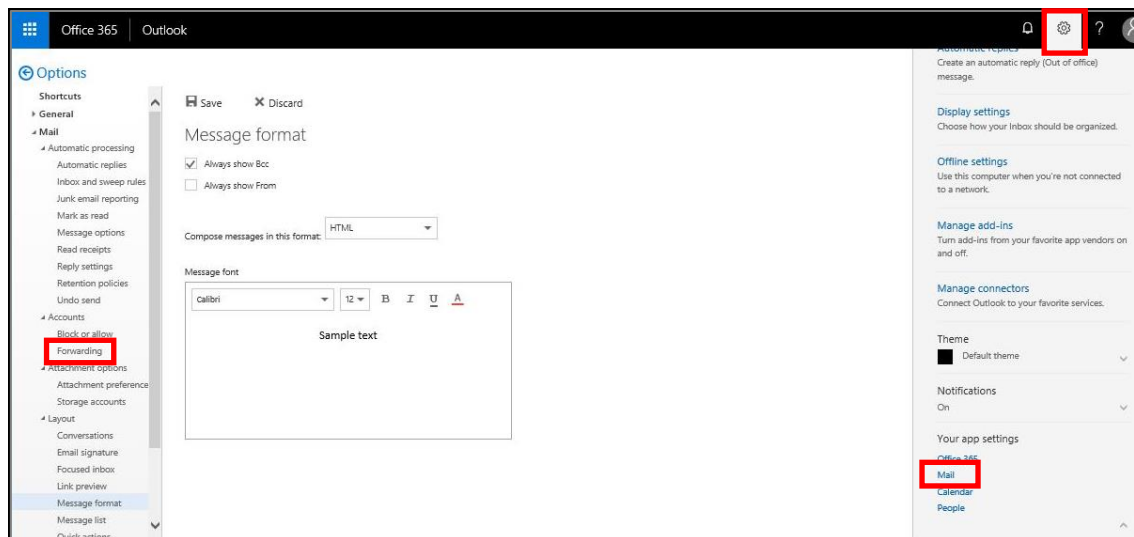 Office 365 Outlook ?
Options
Shortcuts
General
Mail
Automatic processing
Automatic replies
Inbox and sweep rules
Junk email reporting
Mark as read
Message options
Read receipts
Reply settings
Retention policies
Undo send
Accounts
Block or allow
Forwarding
Attachment options
Attachment preference
Storage accounts
Layout
Conversations
Email signature
Focused inbox
Link preview
Message format
Message list
Quick actions
Save Discard
Message format
Always show Bcc
Always show From
Compose messages in this format: HTML
Message font
Calibri 12 B I U A
Sample text
Automatic replies
Create an automatic reply (Out of office)
message.
Display settings
Choose how your Inbox should be organized.
Offline settings
Use this computer when you're not connected
to a network.
Manage add-ins
Turn add-ins from your favorite app vendors on
and off.
Manage connectors
Connect Outlook to your favorite services.
Theme
Default theme
Notifications
On
Your app settings
Office 365
Mail
Calendar
People